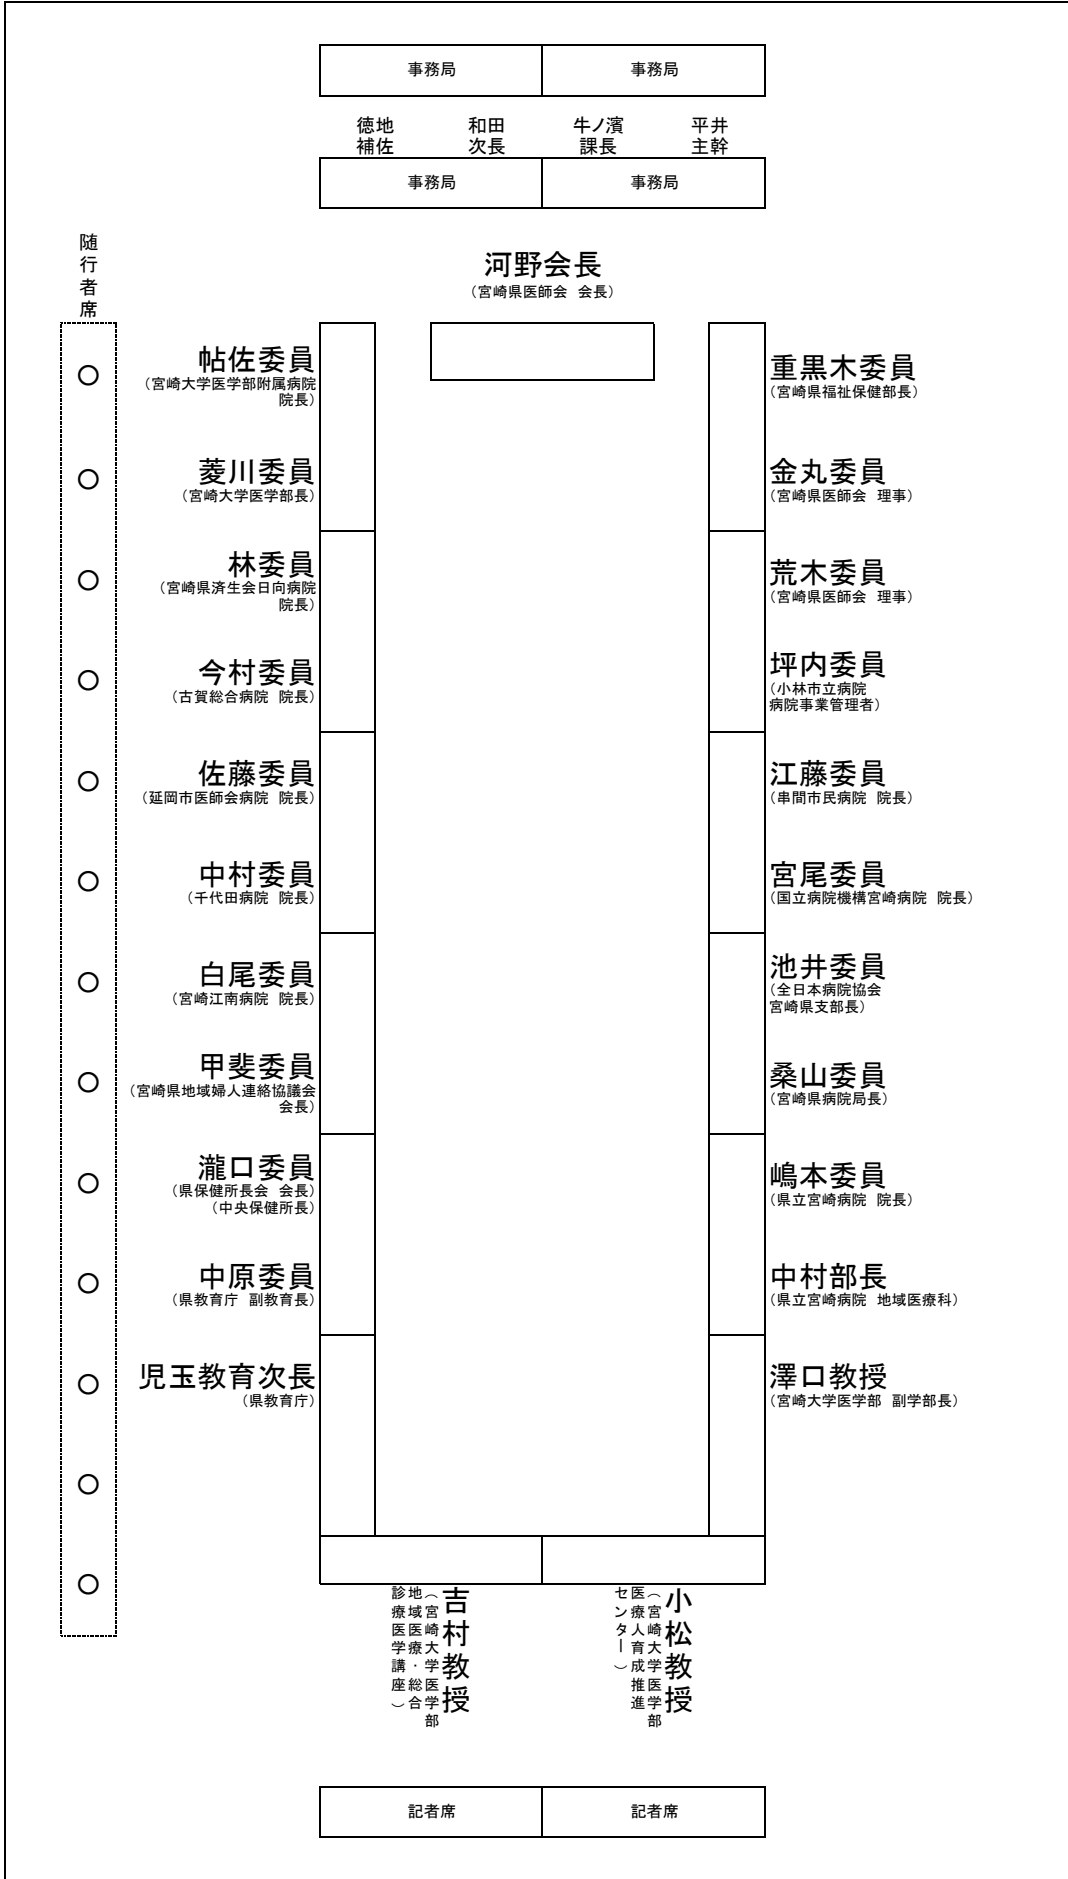 事務局
事務局
徳地
補佐
和田
次長
牛ノ濱
課長
平井
主幹
事務局
事務局
随行者席
河野会長
（宮崎県医師会 会長）
帖佐委員
（宮崎大学医学部附属病院
院長）
菱川委員
（宮崎大学医学部長）
林委員
（宮崎県済生会日向病院
院長）
今村委員
（古賀総合病院 院長）
佐藤委員
（延岡市医師会病院 院長）
中村委員
（千代田病院 院長）
白尾委員
（宮崎江南病院 院長）
甲斐委員
（宮崎県地域婦人連絡協議会
会長）
瀧口委員
（県保健所長会 会長）
（中央保健所長）
中原委員
（県教育庁 副教育長）
児玉教育次長
（県教育庁）
重黒木委員
（宮崎県福祉保健部長）
金丸委員
（宮崎県医師会 理事）
荒木委員
（宮崎県医師会 理事）
坪内委員
（小林市立病院
病院事業管理者）
江藤委員
（串間市民病院 院長）
宮尾委員
（国立病院機構宮崎病院 院長）
池井委員
（全日本病院協会
宮崎県支部長）
桑山委員
（宮崎県病院局長）
嶋本委員
（県立宮崎病院 院長）
中村部長
（県立宮崎病院 地域医療科）
澤口教授
（宮崎大学医学部 副学部長）
吉村教授
（宮崎大学医学部
地域医療・総合
診療医学講座）
小松教授
（宮崎大学医学部
医療人育成推進
センター）
記者席
記者席